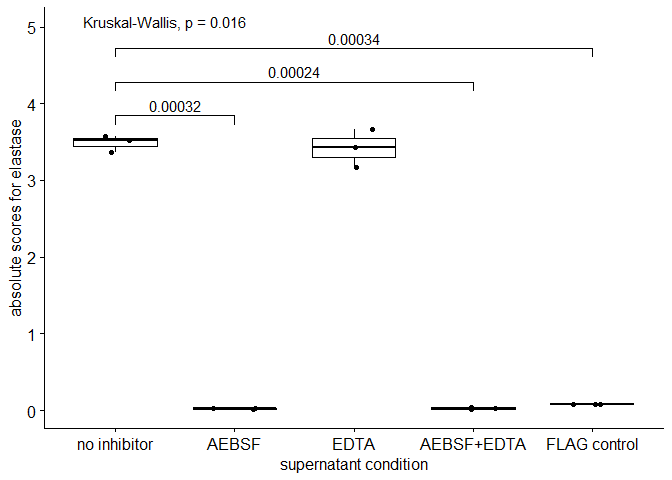 Kruskal-Wallis, p = 0.016
0.00034
0.00024
0.00032
absolute scores for elastase
5
4
3
2
1
0
no inhibitor AEBSF EDTA AEBSF+EDTA FLAG control
supernatant condition